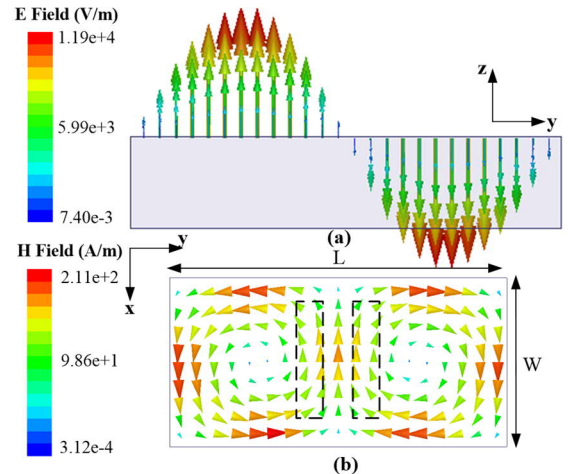 E Field (V/m)
1.19e+4
5.99e+3
7.40e-3
z
y
(a)
H Field (A/m)
2.11e+2
9.86e+1
3.12e-4
y
x
L
W
(b)